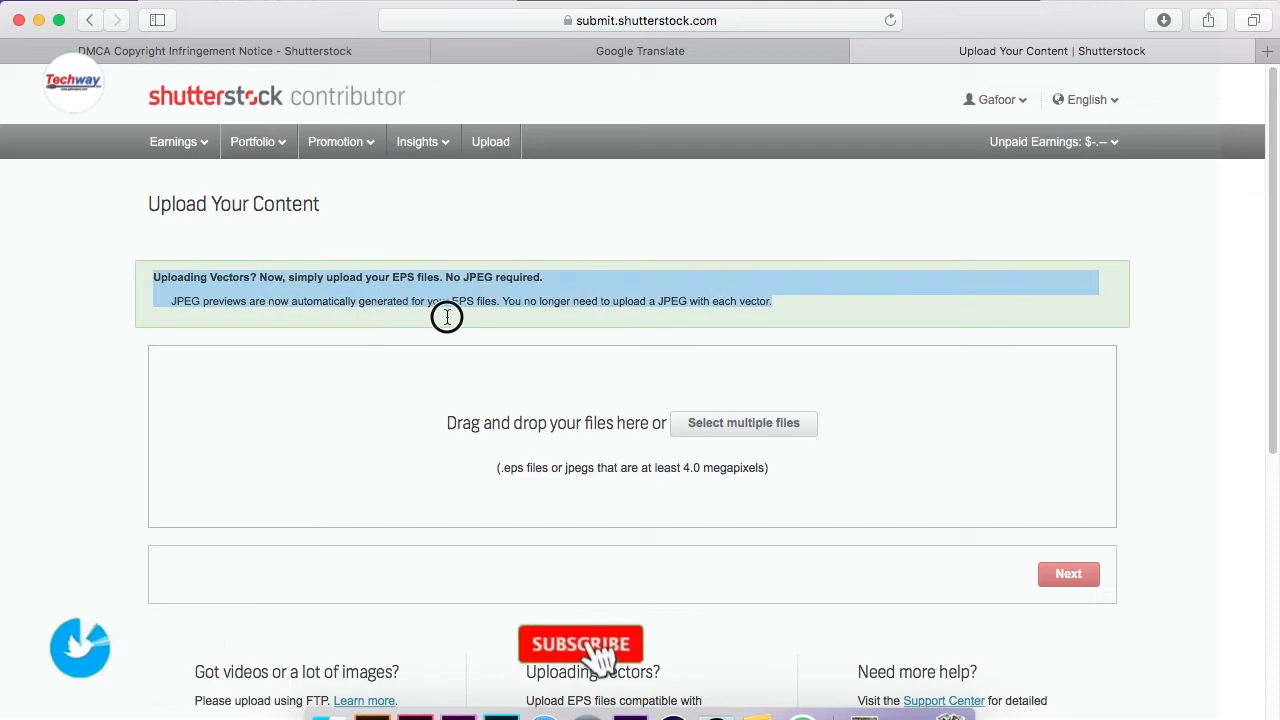 submit.shutterstock.com
DMCA Copyright Infringement Notice - Shutterstock
Google Translate
Upload Your Content | Shutterstock
Techway
shutterstock contributor
Gafoor
English
Earnings
Portfolio
Promotion
Insights
Upload
Unpaid Earnings: $-.--
Upload Your Content
Uploading Vectors? Now, simply upload your EPS files. No JPEG required.
JPEG previews are now automatically generated for your EPS files. You no longer need to upload a JPEG with each vector.
Drag and drop your files here or
Select multiple files
(.eps files or jpegs that are at least 4.0 megapixels)
Next
SUBSCRIBE
Got videos or a lot of images?
Uploading Vectors?
Need more help?
Please upload using FTP. Learn more.
Upload EPS files compatible with
Visit the Support Center for detailed